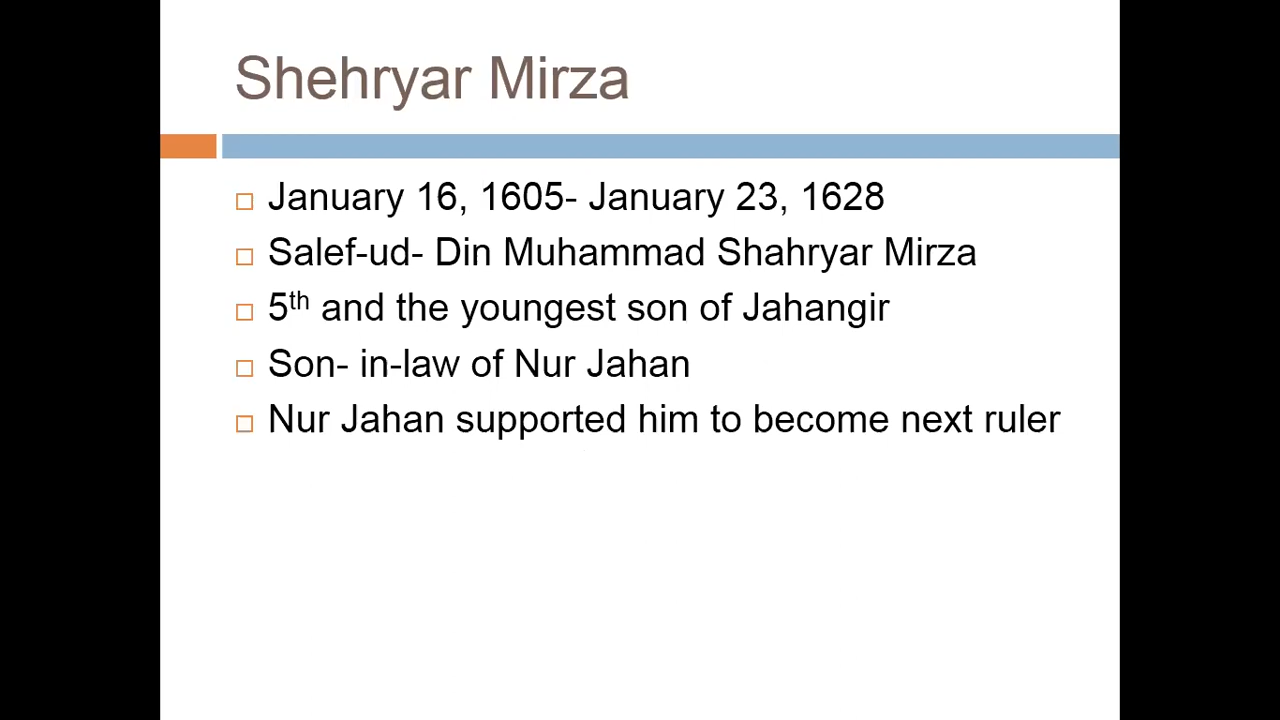 Shehryar Mirza
January 16, 1605- January 23, 1628
Salef-ud- Din Muhammad Shahryar Mirza
5th and the youngest son of Jahangir
Son- in-law of Nur Jahan
Nur Jahan supported him to become next ruler